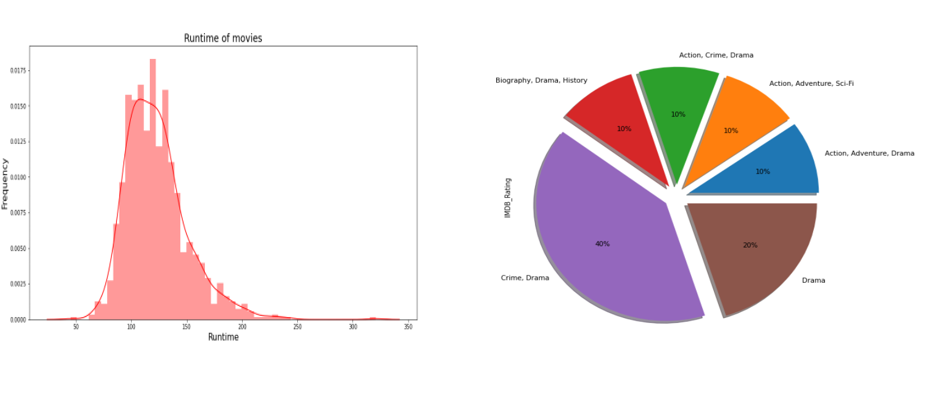 Runtime of movies
Frequency
0.0175
0.0150
0.0125
0.0100
0.0075
0.0050
0.0025
0.0000
50
100
150
200
250
300
350
Runtime
Action, Crime, Drama
Biography, Drama, History
Action, Adventure, Sci-Fi
10%
10%
10%
Action, Adventure, Drama
10%
IMDB_Rating
40%
20%
Crime, Drama
Drama